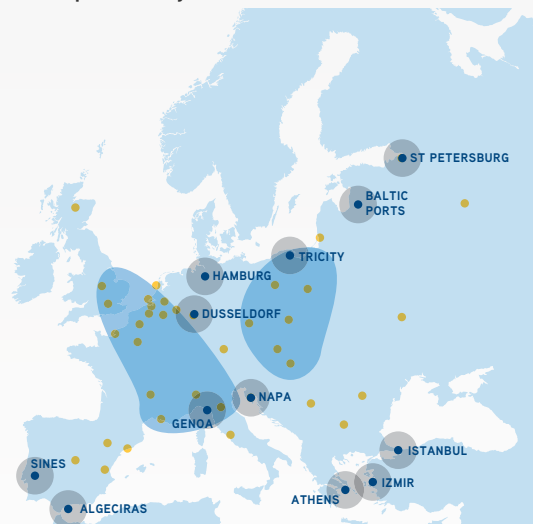 ST PETERSBURG
BALTIC
PORTS
TRICITY
HAMBURG
DUSSELDORF
NAPA
GENOA
ISTANBUL
SINES
IZMIR
ATHENS
ALGECIRAS